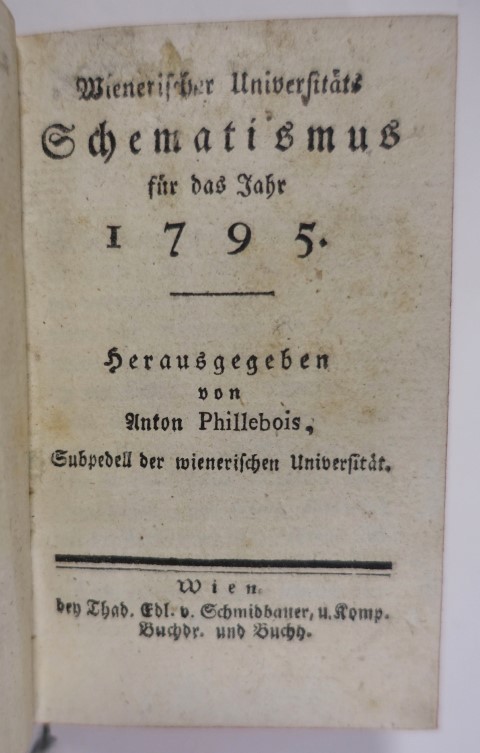 Wienerischer Universitäts
Schematismus
für das Jahr
1795.
Herausgegeben
von
Anton Phillebois,
Subpedell der wienerischen Universität.
Wien
bey Thad. Edl. v. Schmidbauer, u. Komp.
Buchdr. und Buchh.